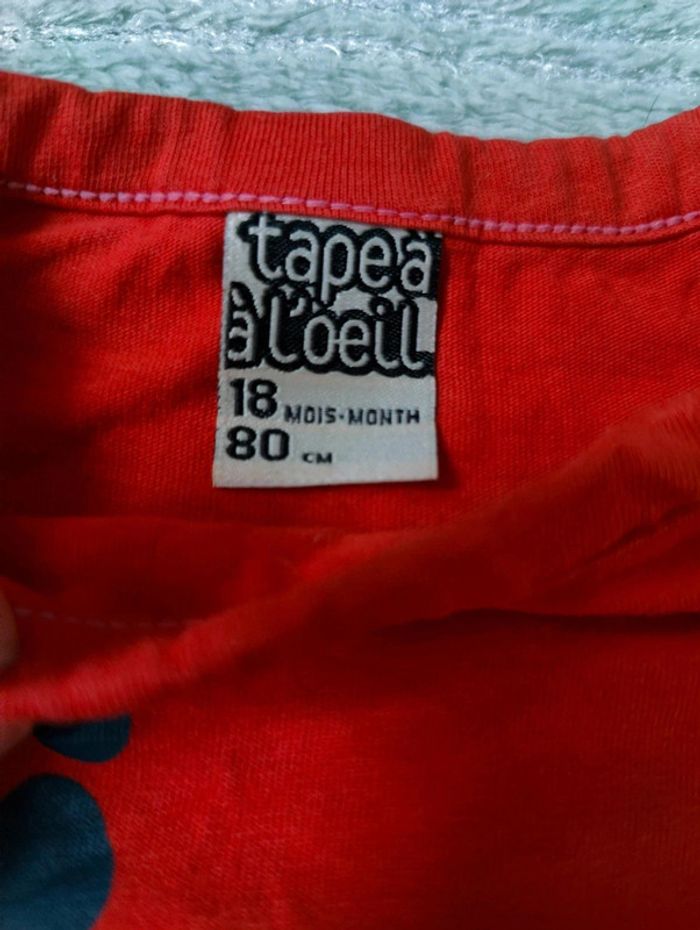 tape à
à l'oeil
18 MOIS-MONTH
80 CM